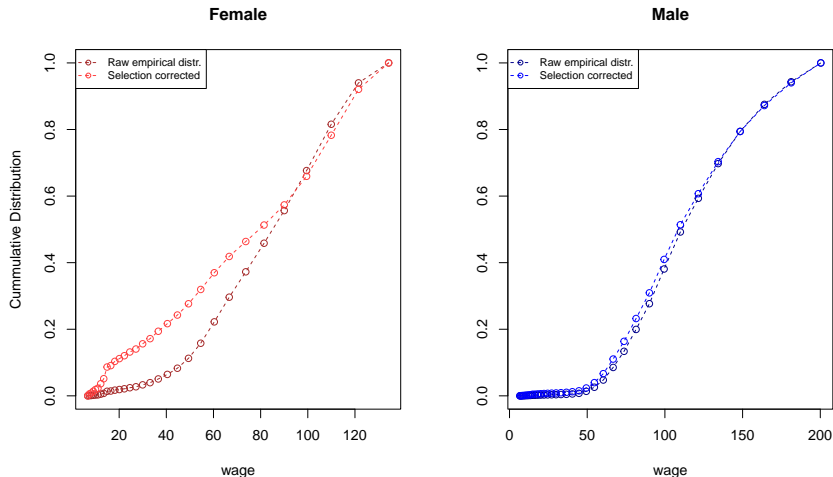 Female
Male
Raw empirical distr.
Selection corrected
Raw empirical distr.
Selection corrected
Cummulative Distribution
0.0
0.2
0.4
0.6
0.8
1.0
0.0
0.2
0.4
0.6
0.8
1.0
20 40 60 80 100 120
0 50 100 150 200
wage
wage